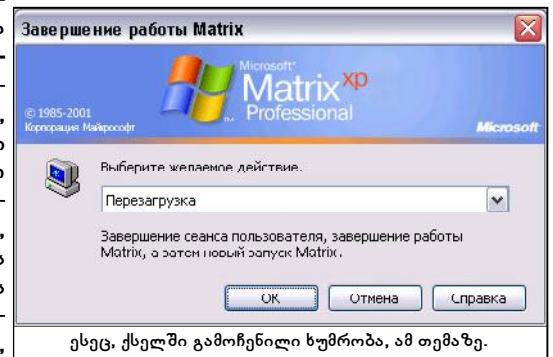 Завершение работы Matrix
Microsoft
Matrix xp
Professional
© 1985-2001
Корпорация Майкрософт
Microsoft
Выберите желаемое действие.
Перезагрузка
Завершение сеанса пользователя, завершение работы
Matrix, а затем новый запуск Matrix.
OK
Отмена
Справка
ესეც, ქსელში გამოჩენილი ხუმრობა, ამ თემაზე.